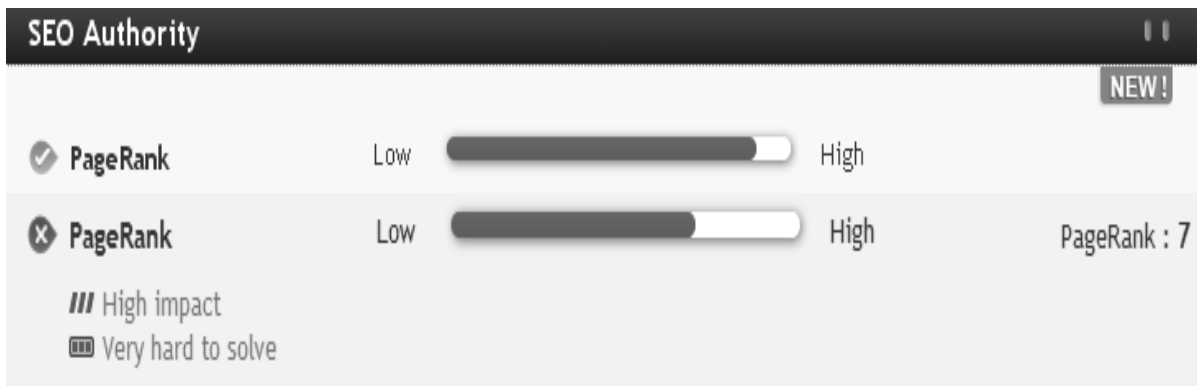 SEO Authority
NEW!
PageRank Low High
PageRank Low High PageRank : 7
High impact
Very hard to solve